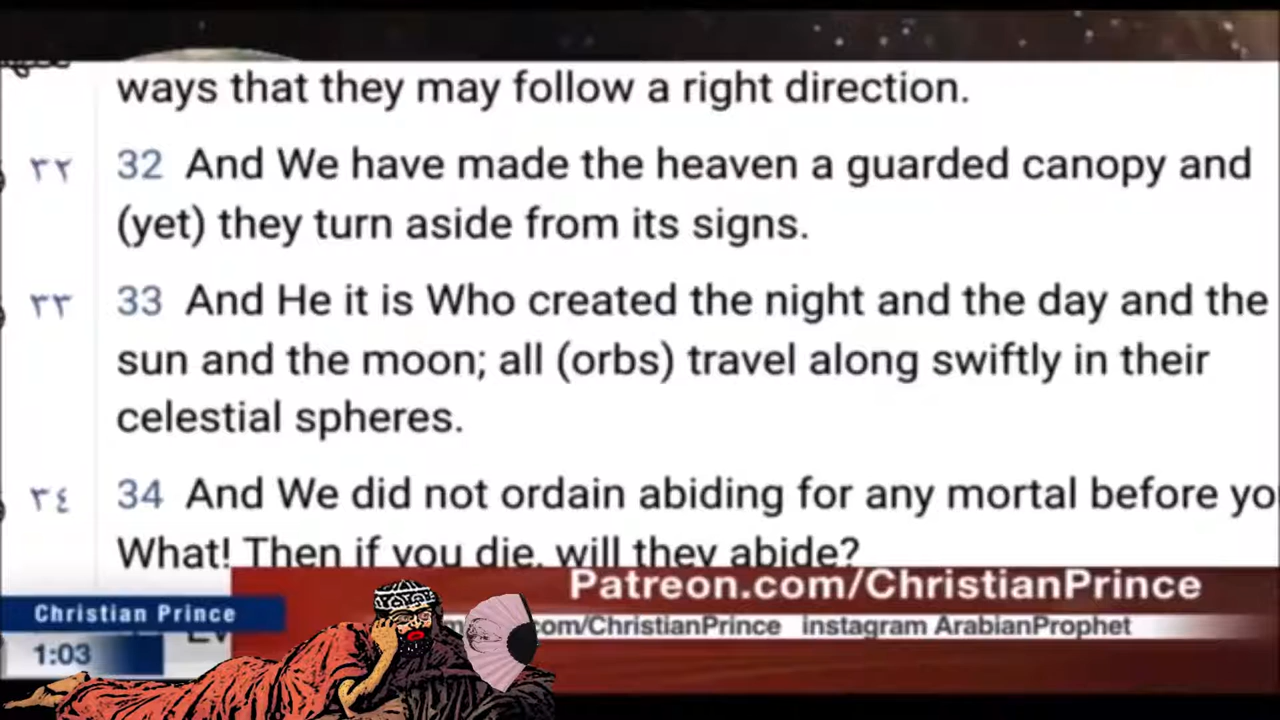 ways that they may follow a right direction.
٣٢ 32 And We have made the heaven a guarded canopy and
(yet) they turn aside from its signs.
٣٣ 33 And He it is Who created the night and the day and the
sun and the moon; all (orbs) travel along swiftly in their
celestial spheres.
٣٤ 34 And We did not ordain abiding for any mortal before yo
What! Then if you die, will they abide?
Patreon.com/ChristianPrince
Christian Prince
com/ChristianPrince instagram ArabianProphet
1:03